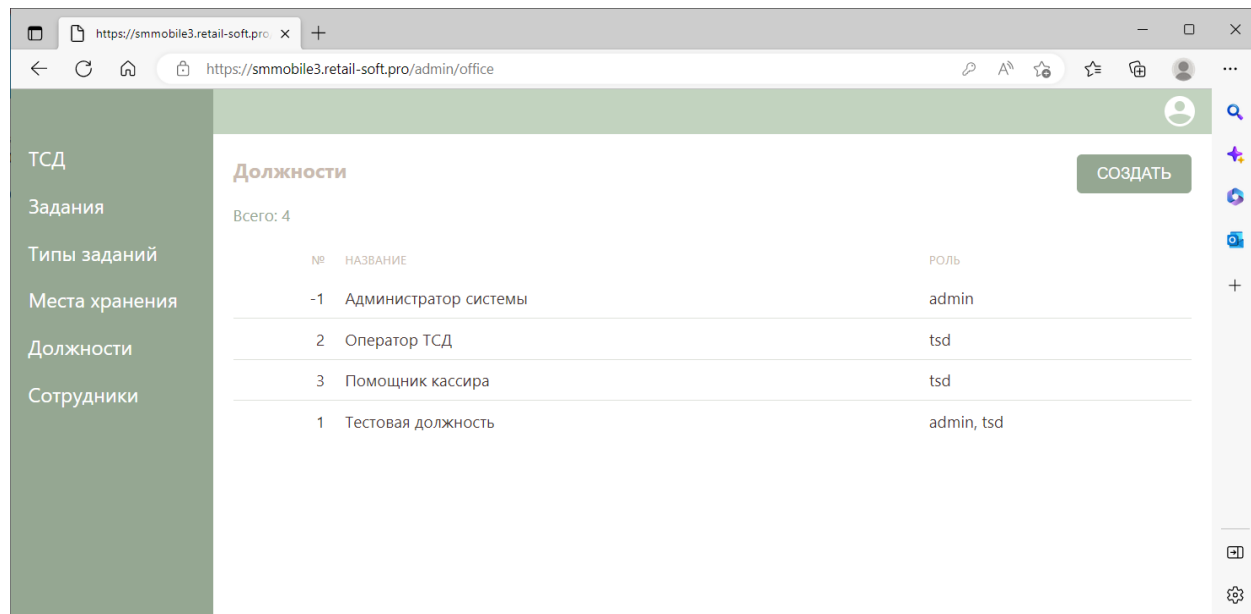 https://smmobile3.retail-soft.pro
https://smmobile3.retail-soft.pro/admin/office
ТСД
Задания
Типы заданий
Места хранения
Должности
Сотрудники
Должности
СОЗДАТЬ
Всего: 4
№ НАЗВАНИЕ РОЛЬ
-1 Администратор системы admin
2 Оператор ТСД tsd
3 Помощник кассира tsd
1 Тестовая должность admin, tsd